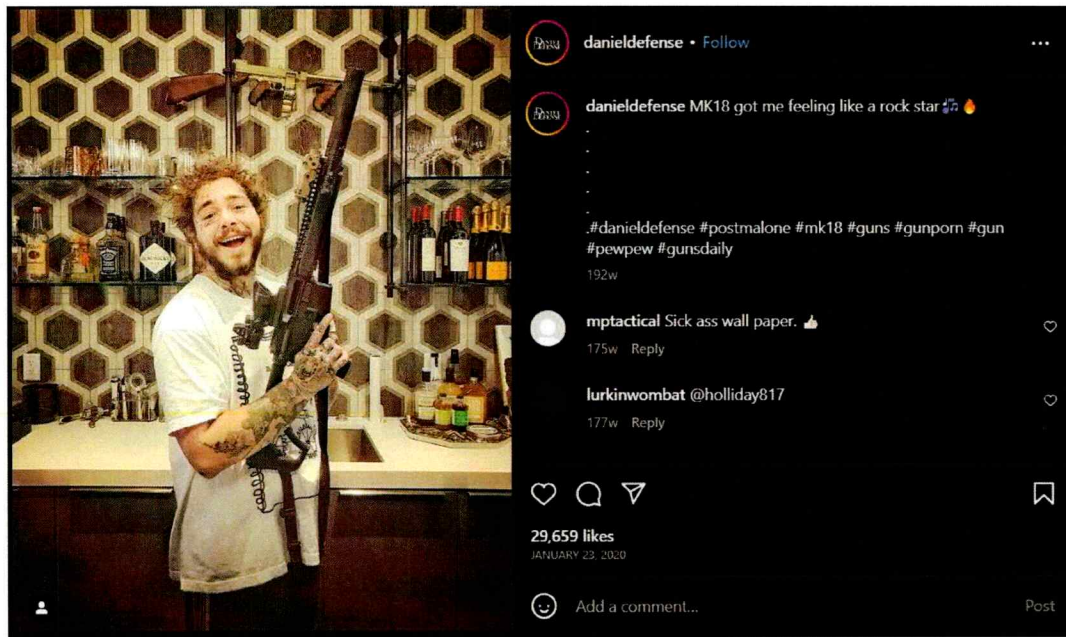 danieldefense • Follow
danieldefense MK18 got me feeling like a rock star🎶🔥
.
.
.
.
.#danieldefense #postmalone #mk18 #guns #gunporn #gun
#pewpew #gunsdaily
192w
mptactical Sick ass wall paper. 👍🏻
175w Reply
lurkinwombat @holliday817
177w Reply
29,659 likes
JANUARY 23, 2020
Add a comment...
Post